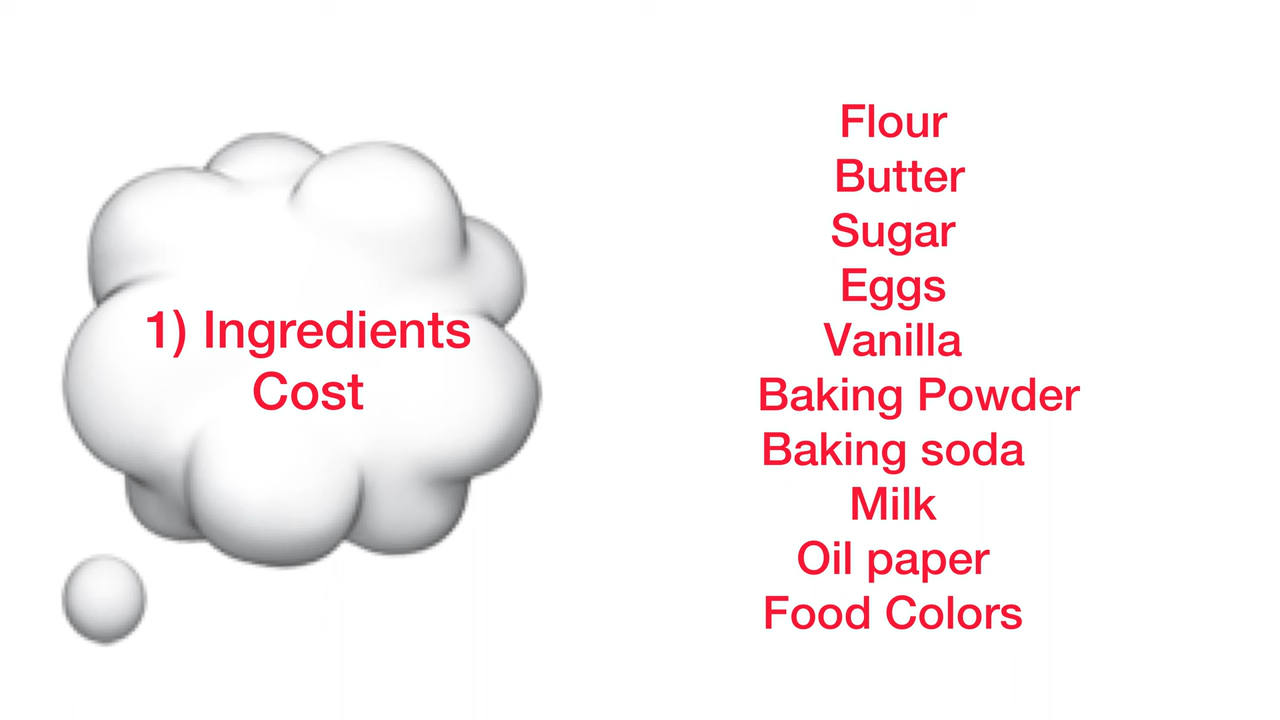 1) Ingredients
Cost
Flour
Butter
Sugar
Eggs
Vanilla
Baking Powder
Baking soda
Milk
Oil paper
Food Colors